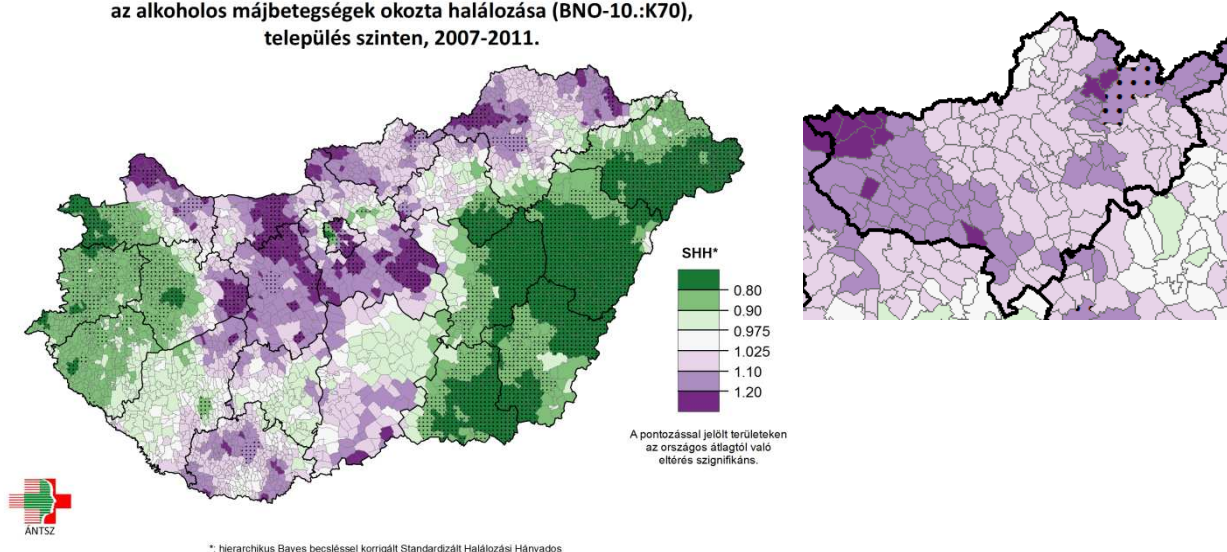 az alkoholos májbetegségek okozta halálozása (BNO-10.:K70),
település szinten, 2007-2011.
SHH*
0.80
0.90
0.975
1.025
1.10
1.20
A pontozással jelölt területeken
az országos átlagtól való
eltérés szignifikáns.
ÁNTSZ
*: hierarchikus Bayes becsléssel korrigált Standardizált Halálozási Hányados